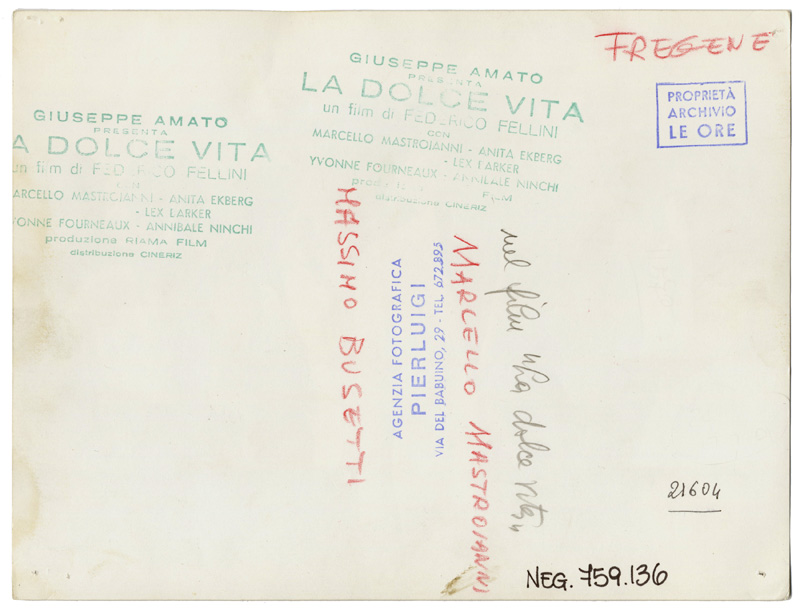 FREGENE
GIUSEPPE AMATO
PRESENTA
LA DOLCE VITA
un film di FEDERICO FELLINI
CON
MARCELLO MASTROIANNI - ANITA EKBERG
- LEX BARKER
YVONNE FOURNEAUX - ANNIBALE NINCHI
FILM
distribuzione CINERIZ
PROPRIETÀ
ARCHIVIO
LE ORE
GIUSEPPE AMATO
PRESENTA
A DOLCE VITA
un film di FEDERICO FELLINI
CON
ARCELLO MASTROIANNI - ANITA EKBERG
- LEX BARKER
YVONNE FOURNEAUX - ANNIBALE NINCHI
produzione RIAMA FILM
distribuzione CINERIZ
MASSIMO BUSETTI
AGENZIA FOTOGRAFICA
PIERLUIGI
VIA DEL BABUINO, 29 - TEL. 672.895
MARCELLO MASTROIANNI
nel film "La dolce vita"
21604
NEG. 759.136